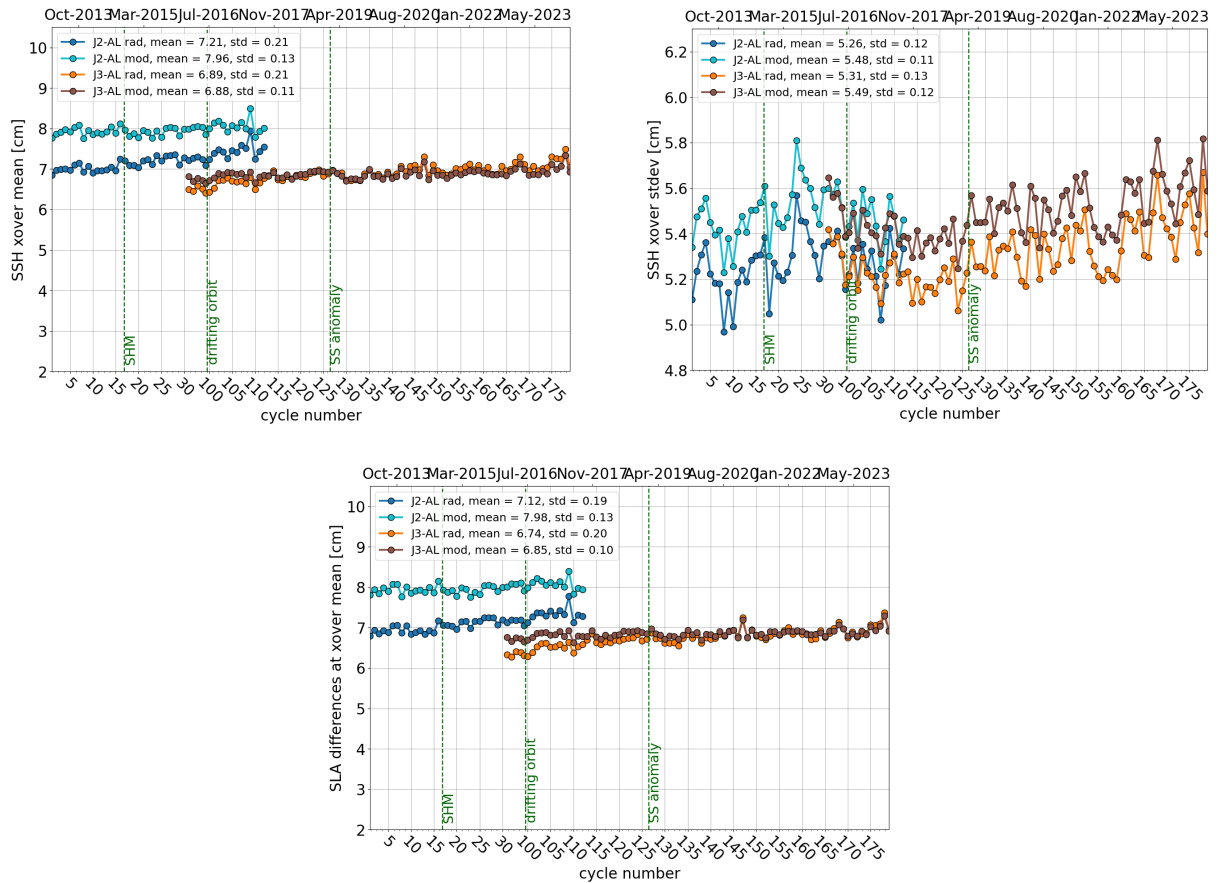 Oct-2013 Mar-2015 Jul-2016 Nov-2017 Apr-2019 Aug-2020 Jan-2022 May-2023
J2-AL rad, mean = 7.21, std = 0.21
J2-AL mod, mean = 7.96, std = 0.13
J3-AL rad, mean = 6.89, std = 0.21
J3-AL mod, mean = 6.88, std = 0.11
SSH xover mean [cm]
10
9
8
7
6
5
4
3
2
SHM
drifting orbit
SS anomaly
5 10 15 20 25 30 100 105 110 115 120 125 130 135 140 145 150 155 160 165 170 175
cycle number
Oct-2013 Mar-2015 Jul-2016 Nov-2017 Apr-2019 Aug-2020 Jan-2022 May-2023
J2-AL rad, mean = 5.26, std = 0.12
J2-AL mod, mean = 5.48, std = 0.11
J3-AL rad, mean = 5.31, std = 0.13
J3-AL mod, mean = 5.49, std = 0.12
SSH xover stdev [cm]
6.2
6.0
5.8
5.6
5.4
5.2
5.0
4.8
SHM
drifting orbit
SS anomaly
5 10 15 20 25 30 100 105 110 115 120 125 130 135 140 145 150 155 160 165 170 175
cycle number
Oct-2013 Mar-2015 Jul-2016 Nov-2017 Apr-2019 Aug-2020 Jan-2022 May-2023
J2-AL rad, mean = 7.12, std = 0.19
J2-AL mod, mean = 7.98, std = 0.13
J3-AL rad, mean = 6.74, std = 0.20
J3-AL mod, mean = 6.85, std = 0.10
SLA differences at xover mean [cm]
10
9
8
7
6
5
4
3
2
SHM
drifting orbit
SS anomaly
5 10 15 20 25 30 100 105 110 115 120 125 130 135 140 145 150 155 160 165 170 175
cycle number